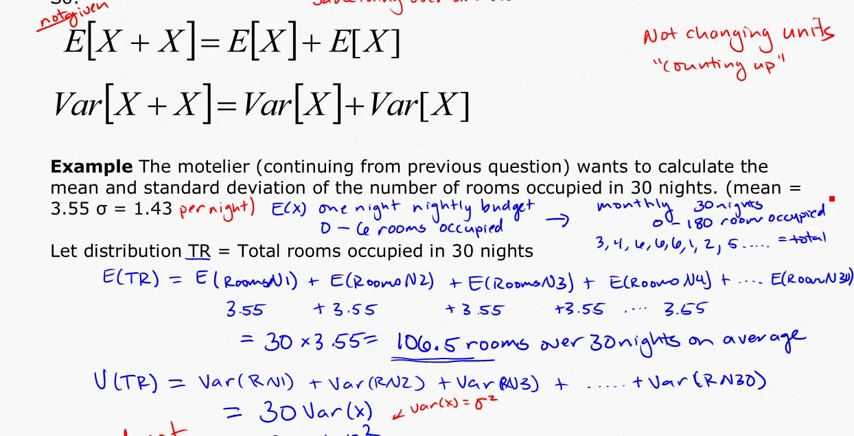 not given
E[X + X] = E[X] + E[X]
Not changing units
"counting up"
Var[X + X] = Var[X] + Var[X]
Example The motelier (continuing from previous question) wants to calculate the
mean and standard deviation of the number of rooms occupied in 30 nights. (mean =
3.55 σ = 1.43 per night) E(X) one night nightly budget → monthly 30 nights
0 - 6 rooms occupied 0 - 180 room occupied
3, 4, 6, 6, 6, 1, 2, 5 ..... = total
Let distribution TR = Total rooms occupied in 30 nights
E(TR) = E(RoomsN1) + E(RoomsN2) + E(RoomsN3) + E(RoomsN4) + .... E(RoomN30)
3.55 + 3.55 + 3.55 + 3.55 .... 3.55
= 30 × 3.55 = 106.5 rooms over 30 nights on average
V(TR) = Var(RN1) + Var(RN2) + Var(RN3) + ..... + Var(RN30)
= 30 Var(x) ↙ var(x) = σ²